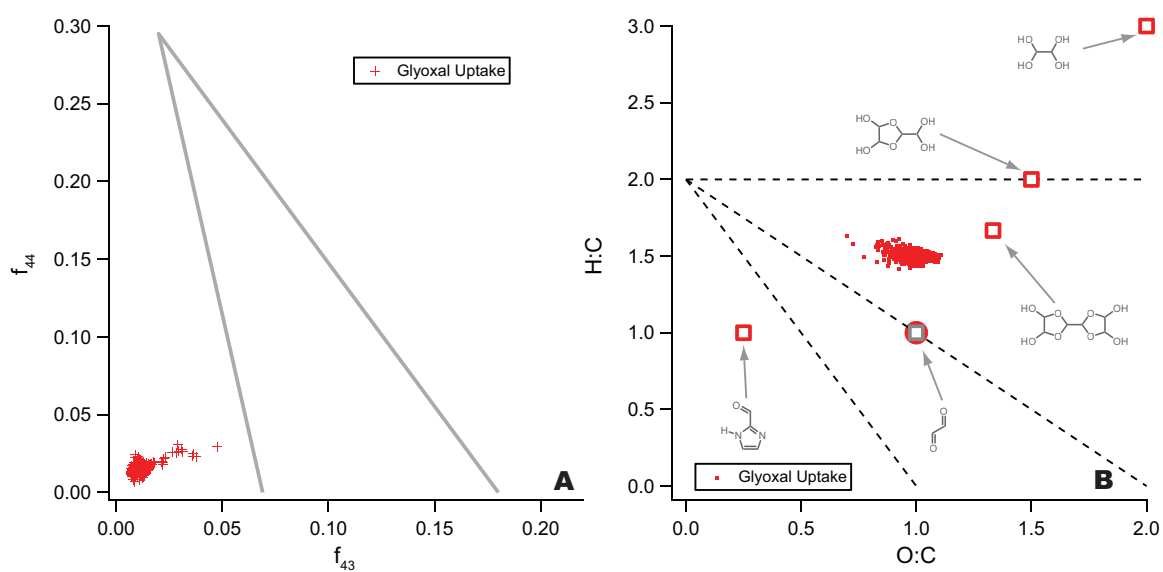 0.30
0.25
0.20
0.15
0.10
0.05
0.00
f44
0.00
0.05
0.10
0.15
0.20
f43
Glyoxal Uptake
A
3.0
2.5
2.0
1.5
1.0
0.5
0.0
H:C
0.0
0.5
1.0
1.5
2.0
O:C
HO OH
HO OH
HO O OH
HO O OH
HO O O OH
HO O O OH
O
H N N
O
O
Glyoxal Uptake
B